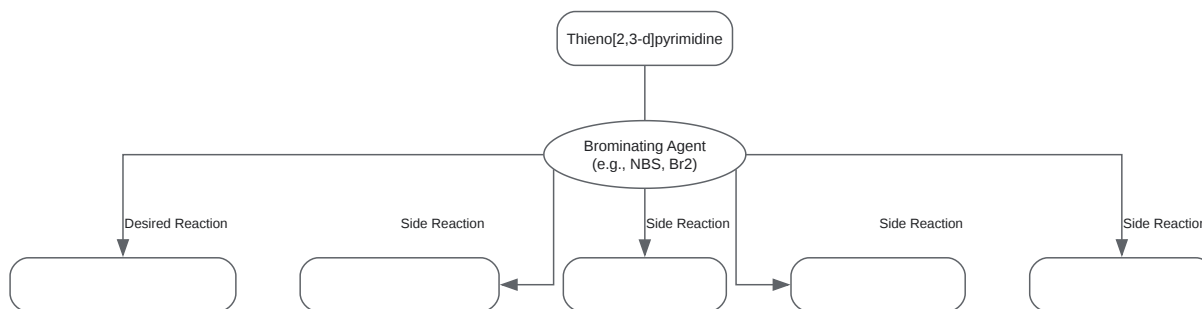 Thieno[2,3-d]pyrimidine
Brominating Agent
(e.g., NBS, Br2)
Desired Reaction
Side Reaction
Side Reaction
Side Reaction
Side Reaction